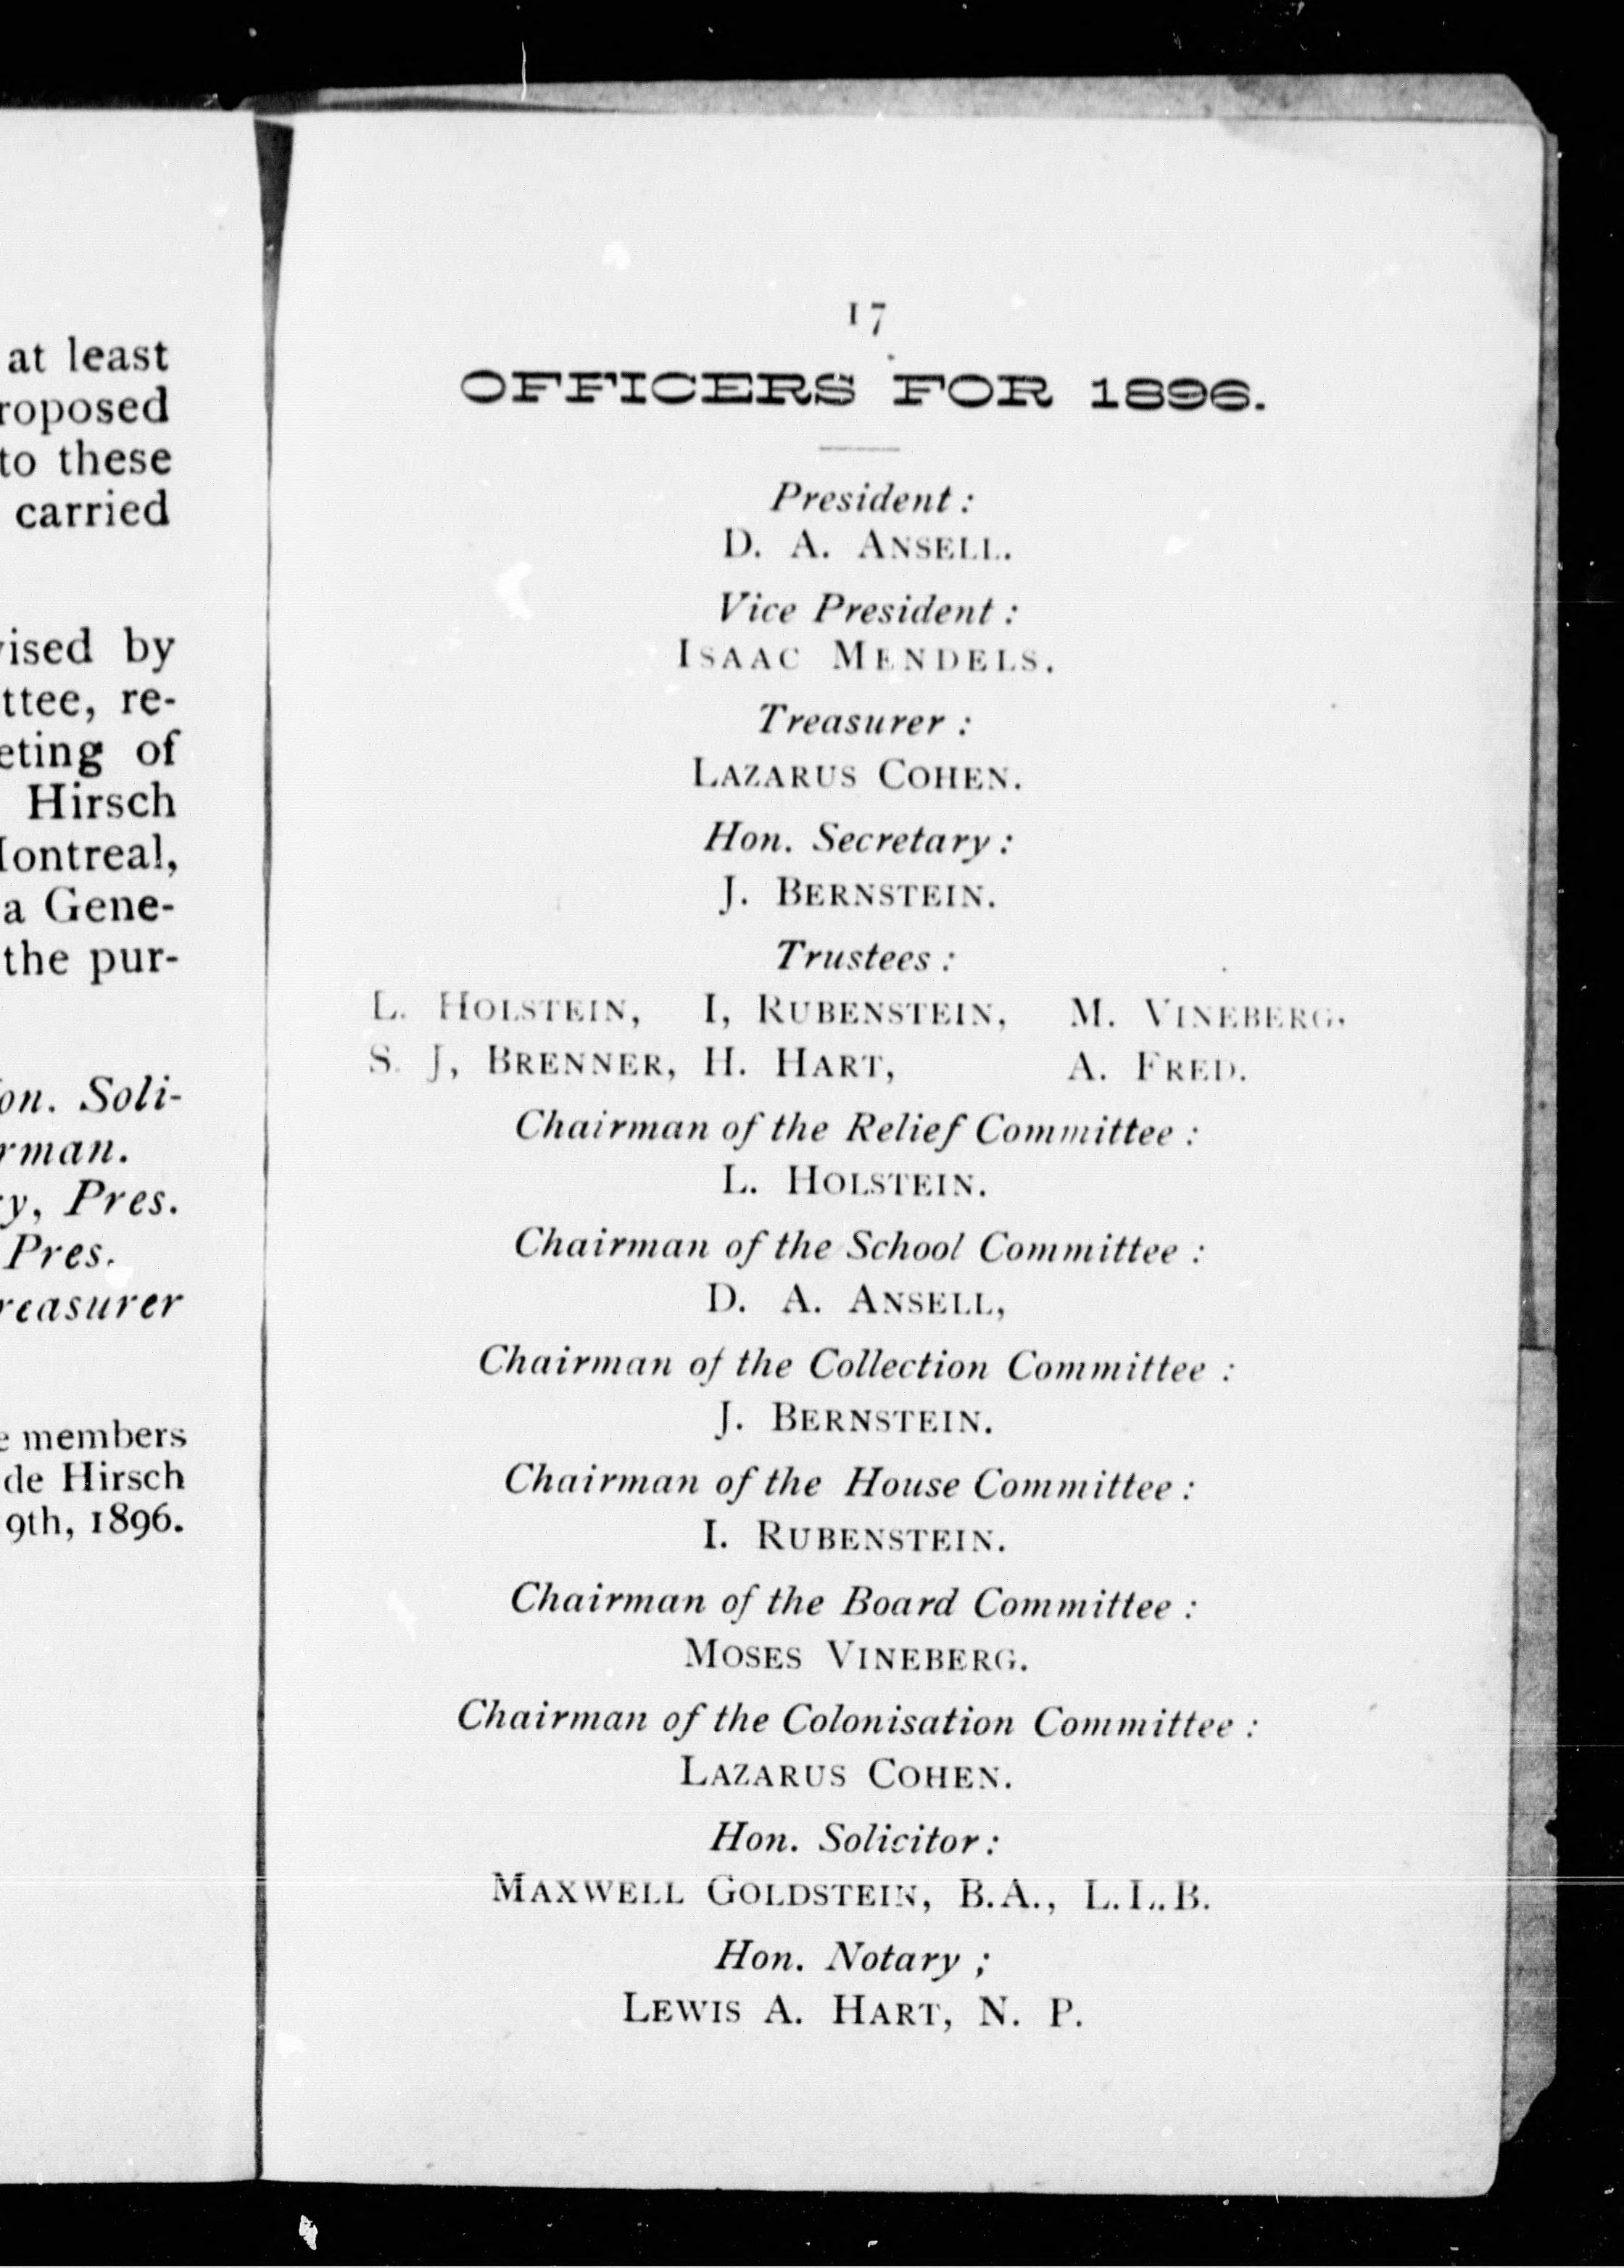 at least
roposed
to these
carried
vised by
ttee, re-
eting of
Hirsch
Montreal,
a Gene-
the pur-
on. Soli-
rman.
y, Pres.
Pres.
reasurer
e members
de Hirsch
9th, 1896.
17
OFFICERS FOR 1896.
President :
D. A. ANSELL.
Vice President :
ISAAC MENDELS.
Treasurer :
LAZARUS COHEN.
Hon. Secretary :
J. BERNSTEIN.
Trustees :
L. HOLSTEIN, I, RUBENSTEIN, M. VINEBERG,
S. J, BRENNER, H. HART, A. FRED.
Chairman of the Relief Committee :
L. HOLSTEIN.
Chairman of the School Committee :
D. A. ANSELL,
Chairman of the Collection Committee :
J. BERNSTEIN.
Chairman of the House Committee :
I. RUBENSTEIN.
Chairman of the Board Committee :
MOSES VINEBERG.
Chairman of the Colonisation Committee :
LAZARUS COHEN.
Hon. Solicitor :
MAXWELL GOLDSTEIN, B.A., L.L.B.
Hon. Notary ;
LEWIS A. HART, N. P.